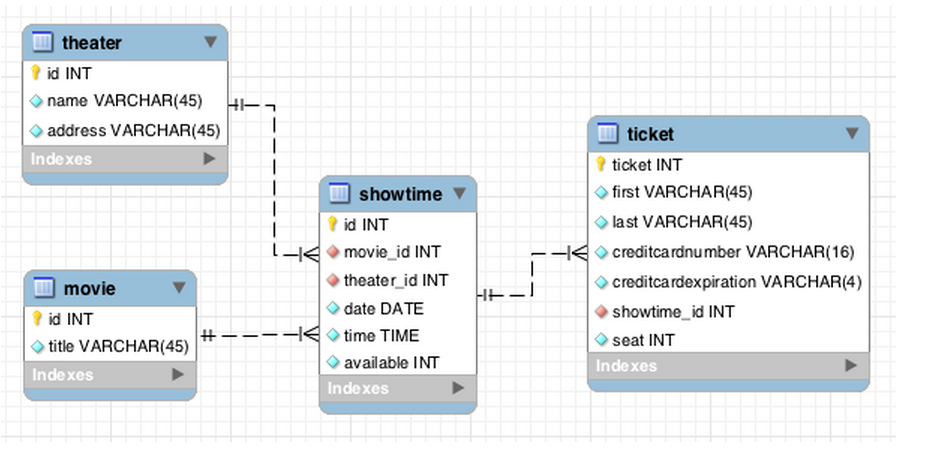 theater
id INT
name VARCHAR(45)
address VARCHAR(45)
Indexes
movie
id INT
title VARCHAR(45)
Indexes
showtime
id INT
movie_id INT
theater_id INT
date DATE
time TIME
available INT
Indexes
ticket
ticket INT
first VARCHAR(45)
last VARCHAR(45)
creditcardnumber VARCHAR(16)
creditcardexpiration VARCHAR(4)
showtime_id INT
seat INT
Indexes